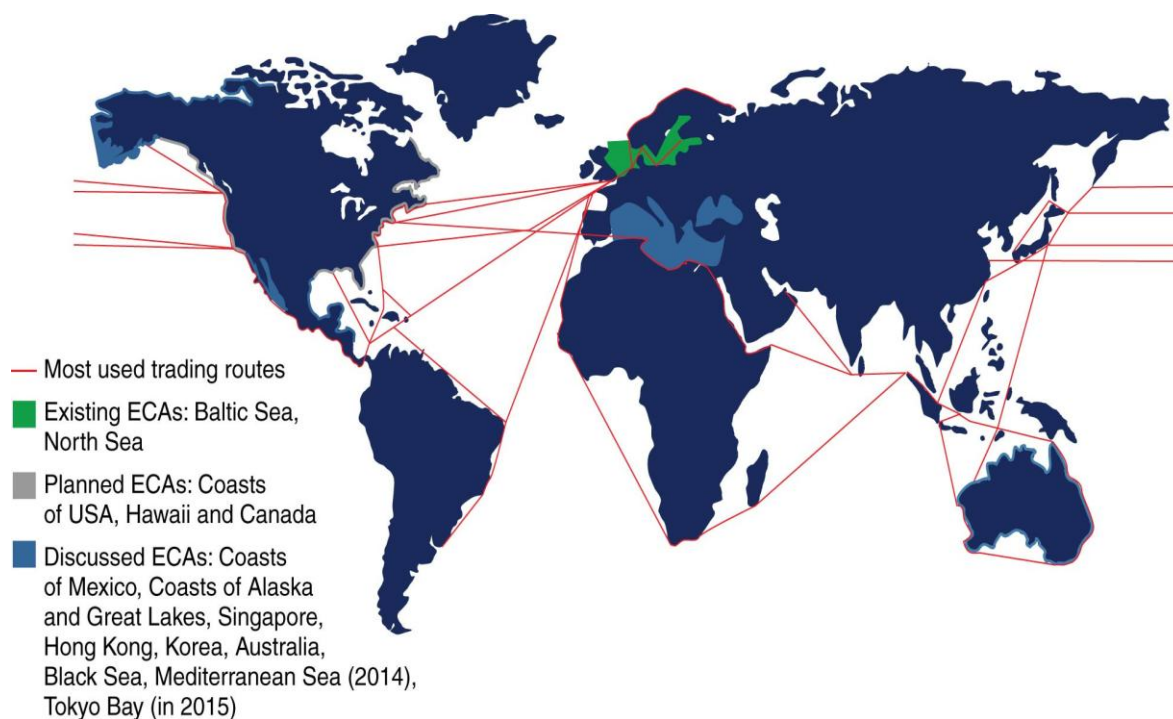 Most used trading routes
Existing ECAs: Baltic Sea,
North Sea
Planned ECAs: Coasts
of USA, Hawaii and Canada
Discussed ECAs: Coasts
of Mexico, Coasts of Alaska
and Great Lakes, Singapore,
Hong Kong, Korea, Australia,
Black Sea, Mediterranean Sea (2014),
Tokyo Bay (in 2015)